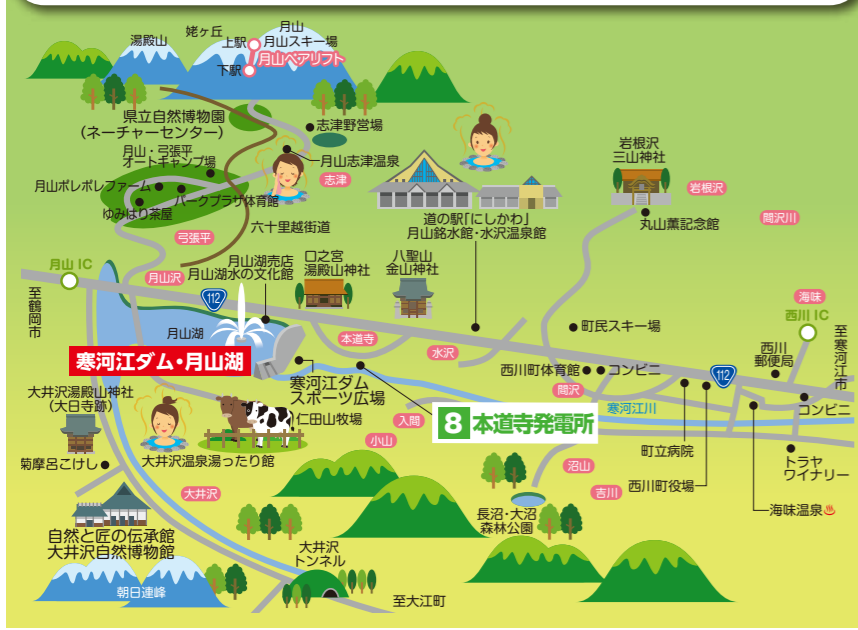 湯殿山
姥ヶ丘
上駅
月山
月山スキー場
月山ペアリフト
下駅
県立自然博物園
（ネーチャーセンター）
志津野営場
月山・弓張平
オートキャンプ場
月山志津温泉
志津
月山ポレポレファーム
パークプラザ体育館
ゆみはり茶屋
六十里越街道
弓張平
道の駅「にしかわ」
月山銘水館・水沢温泉館
岩根沢
三山神社
岩根沢
丸山薫記念館
間沢川
月山IC
月山沢
月山湖売店
月山湖水の文化館
口之宮
湯殿山神社
八聖山
金山神社
至鶴岡市
112
月山湖
本道寺
水沢
町民スキー場
海味
西川IC
至寒河江市
寒河江ダム・月山湖
寒河江ダム
スポーツ広場
西川町体育館
コンビニ
西川
郵便局
112
間沢
寒河江川
コンビニ
大井沢湯殿山神社
（大日寺跡）
仁田山牧場
入間
8 本道寺発電所
小山
大井沢温泉湯ったり館
町立病院
トラヤ
ワイナリー
菊摩呂こけし
大井沢
沼山
吉川
西川町役場
海味温泉
長沼・大沼
森林公園
自然と匠の伝承館
大井沢自然博物館
大井沢
トンネル
朝日連峰
至大江町